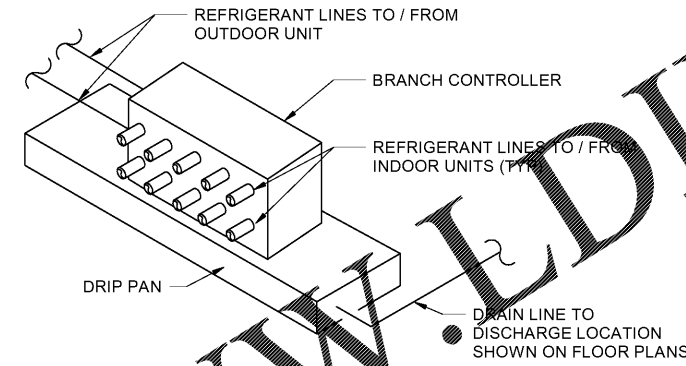 REFRIGERANT LINES TO / FROM
OUTDOOR UNIT
BRANCH CONTROLLER
REFRIGERANT LINES TO / FROM
INDOOR UNITS (TYP)
DRIP PAN
DRAIN LINE TO
DISCHARGE LOCATION
SHOWN ON FLOOR PLANS
W.LDI